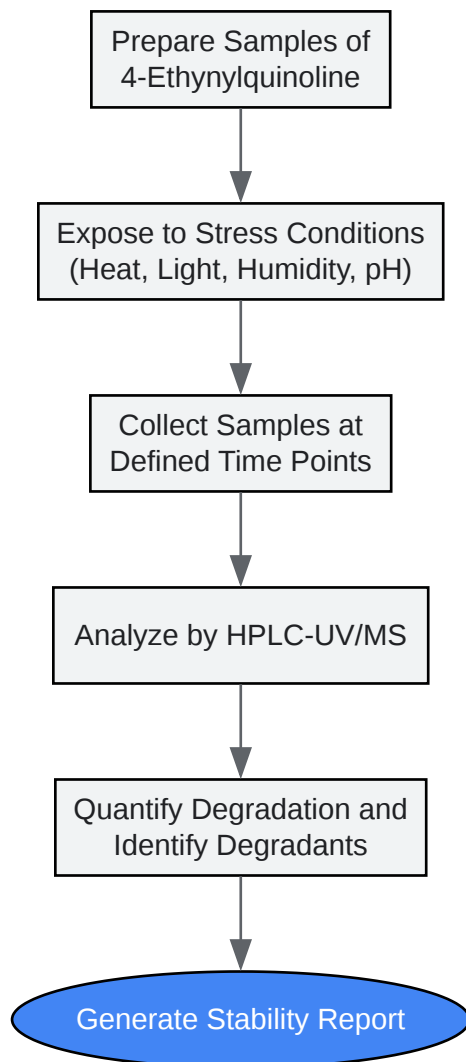 Prepare Samples of
4-Ethynylquinoline
Expose to Stress Conditions
(Heat, Light, Humidity, pH)
Collect Samples at
Defined Time Points
Analyze by HPLC-UV/MS
Quantify Degradation and
Identify Degradants
Generate Stability Report